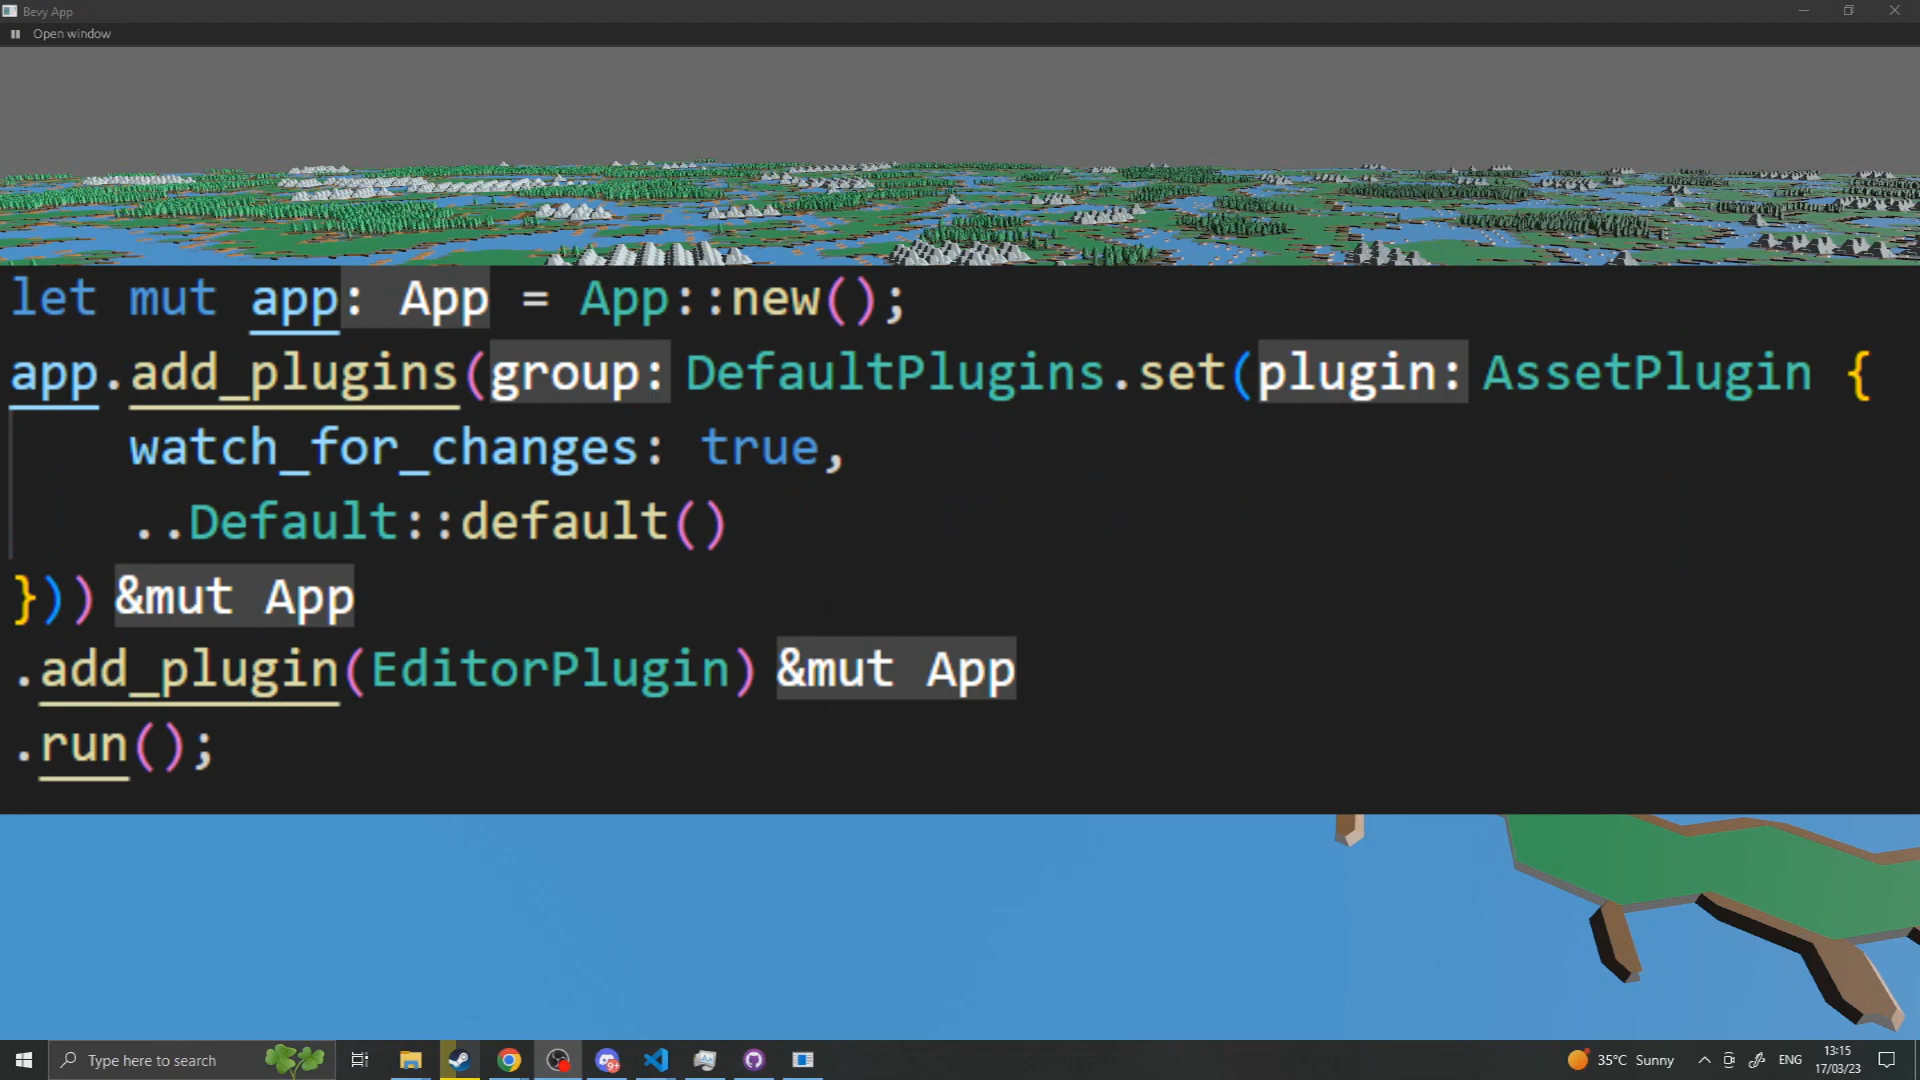 Bevy App
Open window
let mut app: App = App::new();
app.add_plugins(group: DefaultPlugins.set(plugin: AssetPlugin {
watch_for_changes: true,
..Default::default()
})) &mut App
.add_plugin(EditorPlugin) &mut App
.run();
Type here to search
9+
35°C Sunny
ENG
13:15
17/03/23